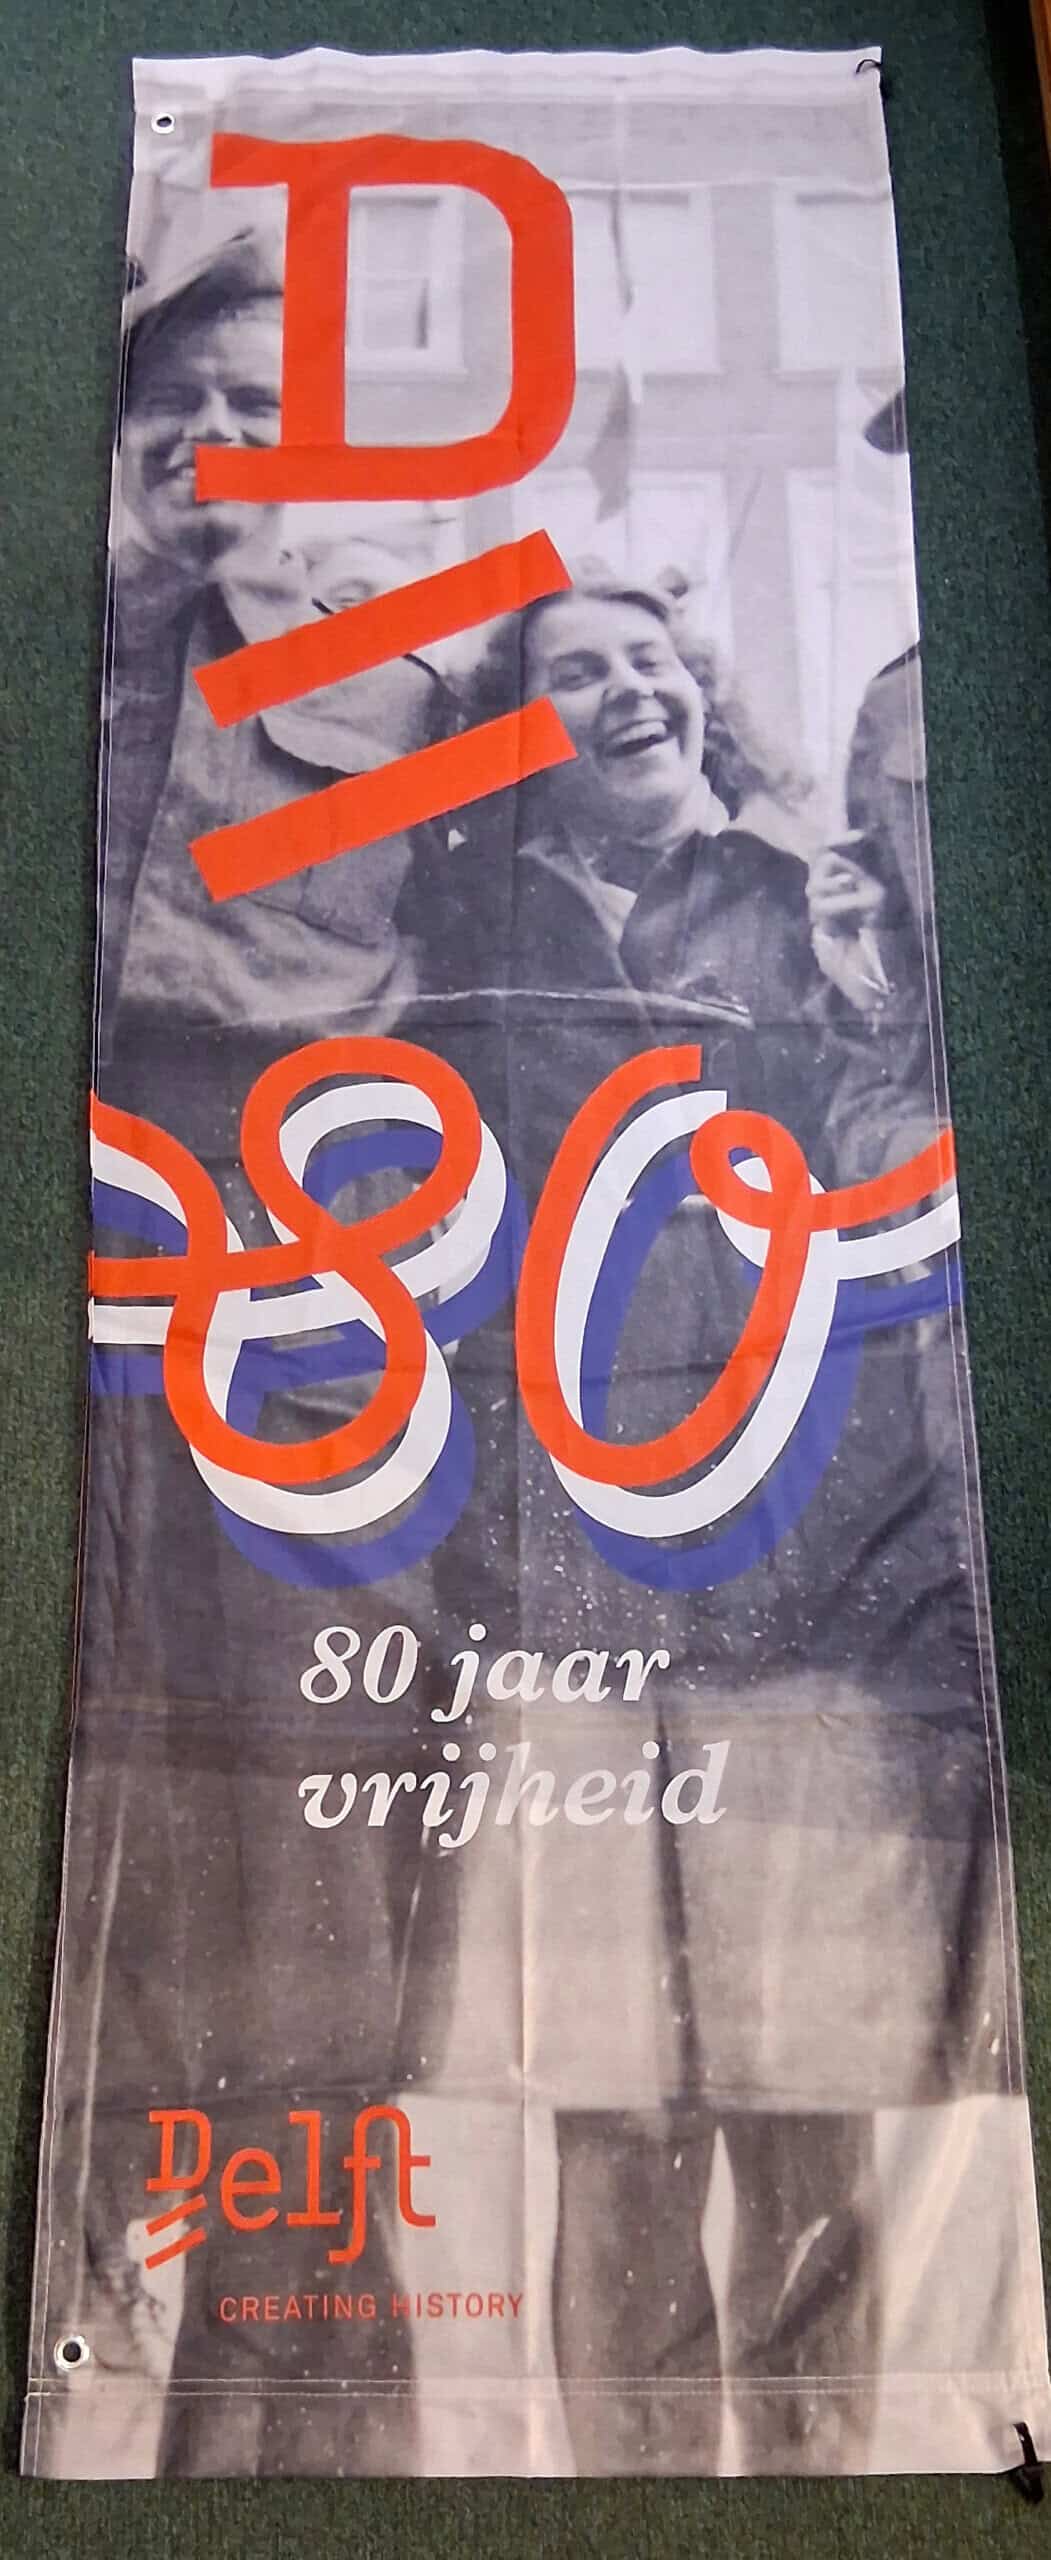 D
80
80 jaar
vrijheid
Delft
CREATING HISTORY